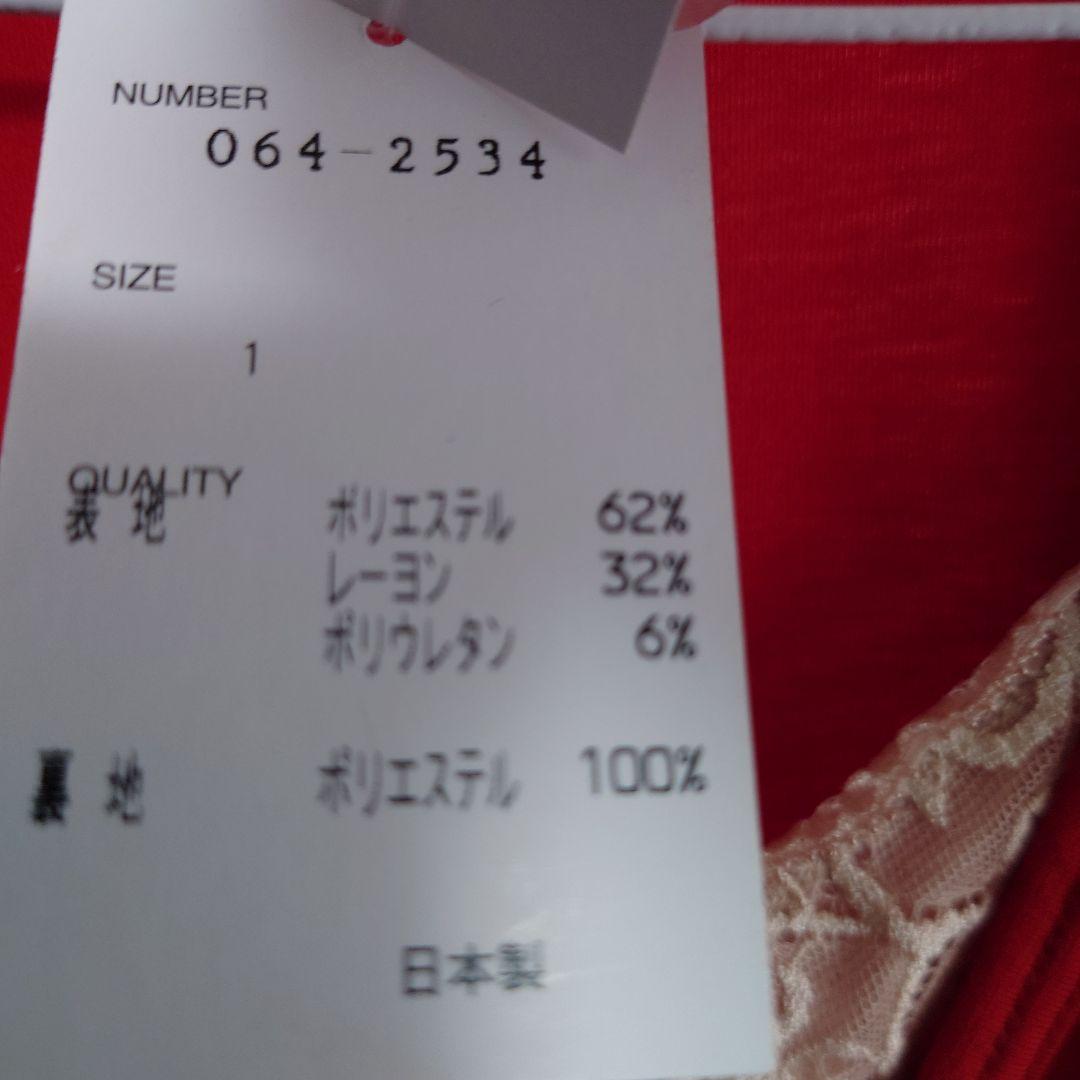 NUMBER
064-2534
SIZE
1
QUALITY
表地 ポリエステル 62%
レーヨン 32%
ポリウレタン 6%
裏地 ポリエステル 100%
日本製